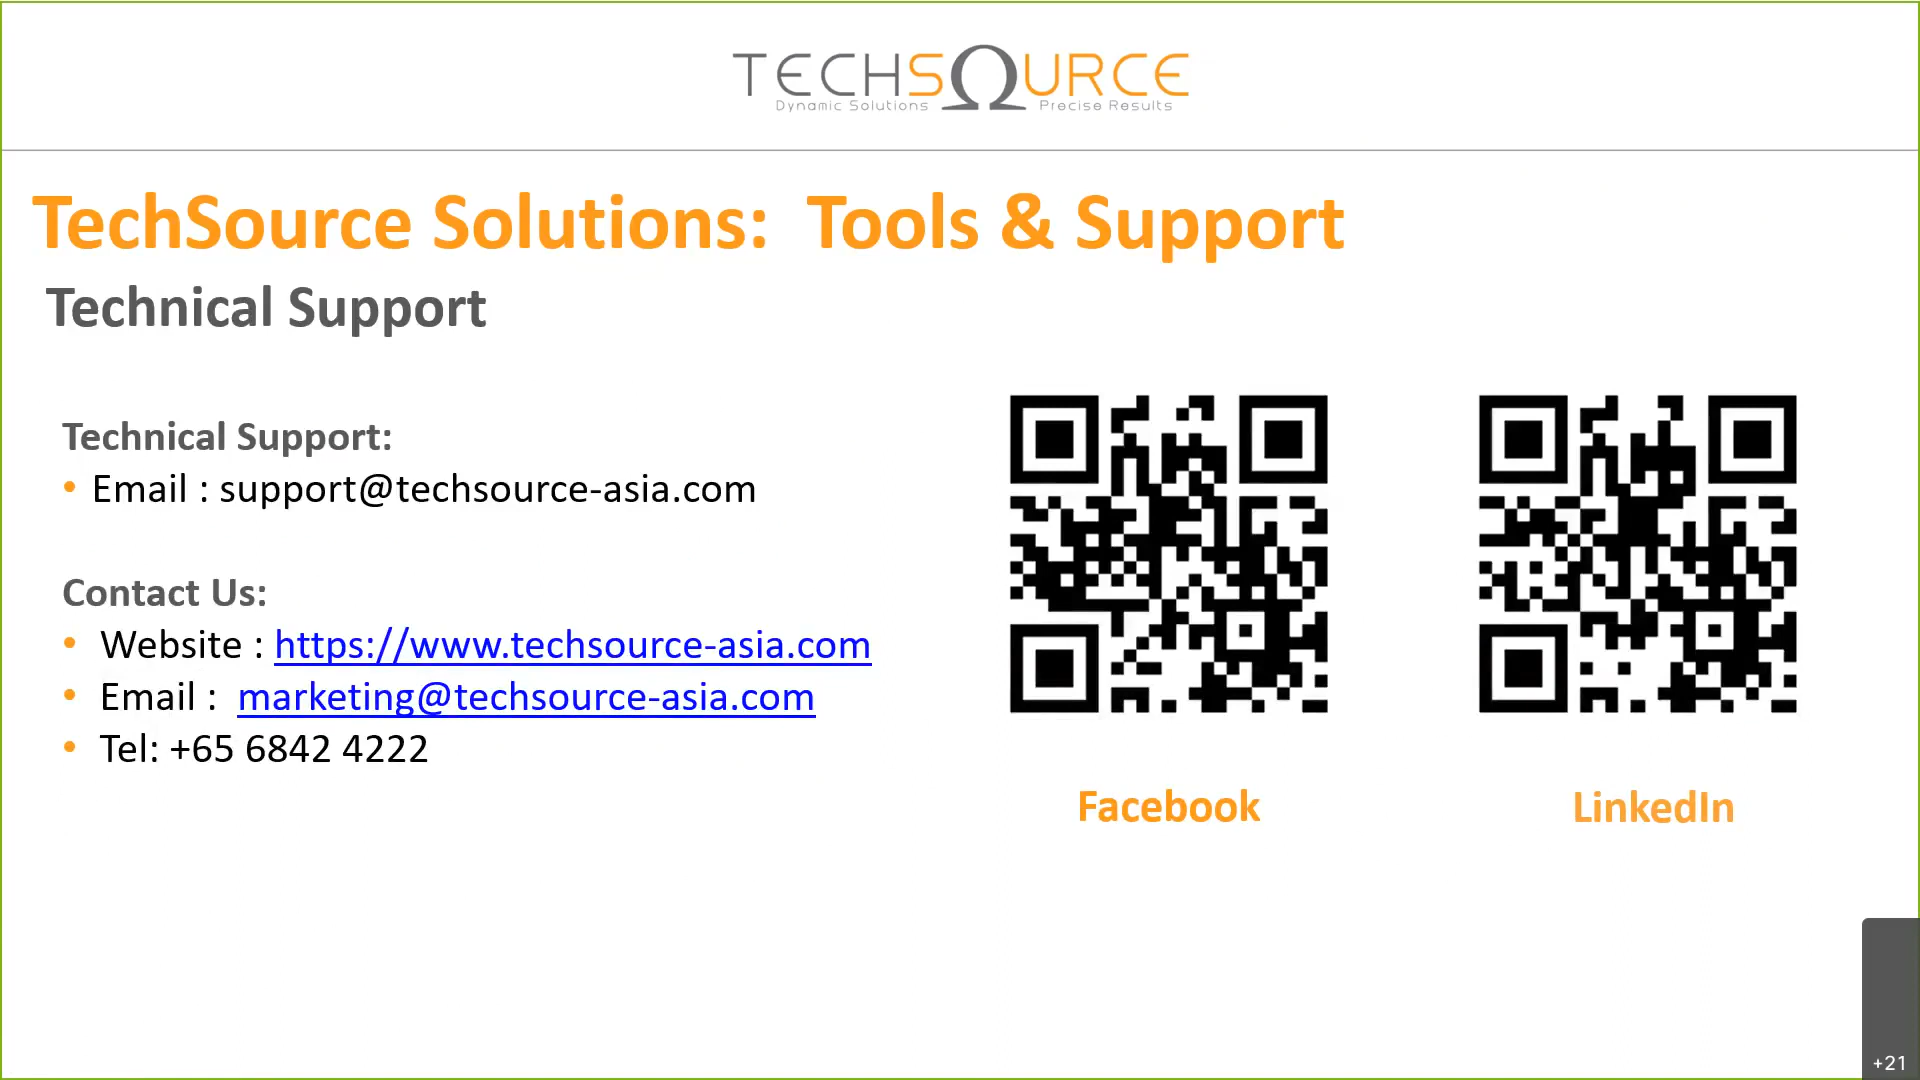 TECHSOURCE
Dynamic Solutions Precise Results
TechSource Solutions: Tools & Support
Technical Support
Technical Support:
• Email : support@techsource-asia.com
Contact Us:
• Website : https://www.techsource-asia.com
• Email : marketing@techsource-asia.com
• Tel: +65 6842 4222
Facebook
LinkedIn
+21